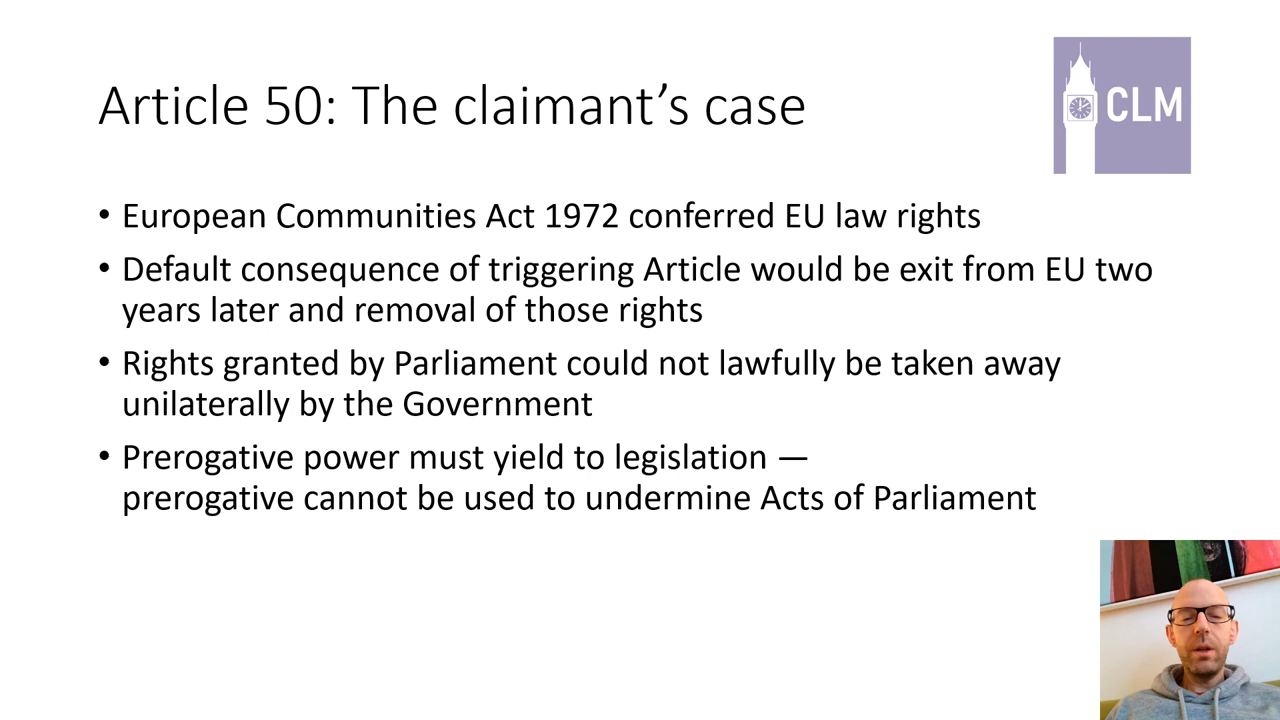 Article 50: The claimant’s case
CLM
• European Communities Act 1972 conferred EU law rights
• Default consequence of triggering Article would be exit from EU two
years later and removal of those rights
• Rights granted by Parliament could not lawfully be taken away
unilaterally by the Government
• Prerogative power must yield to legislation —
prerogative cannot be used to undermine Acts of Parliament